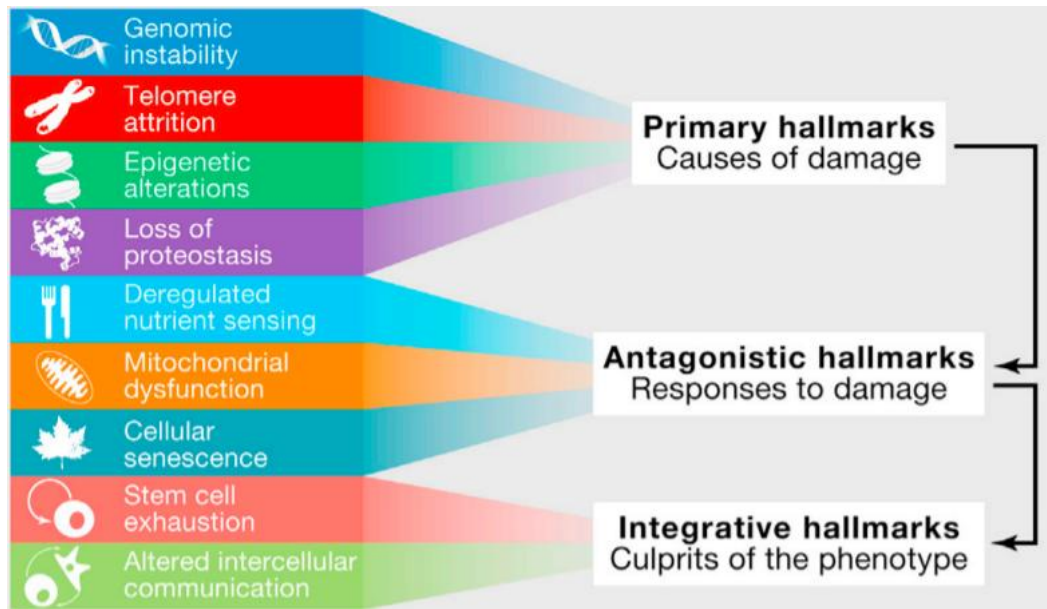 Genomic
instability
Telomere
attrition
Epigenetic
alterations
Loss of
proteostasis
Deregulated
nutrient sensing
Mitochondrial
dysfunction
Cellular
senescence
Stem cell
exhaustion
Altered intercellular
communication
Primary hallmarks
Causes of damage
Antagonistic hallmarks
Responses to damage
Integrative hallmarks
Culprits of the phenotype